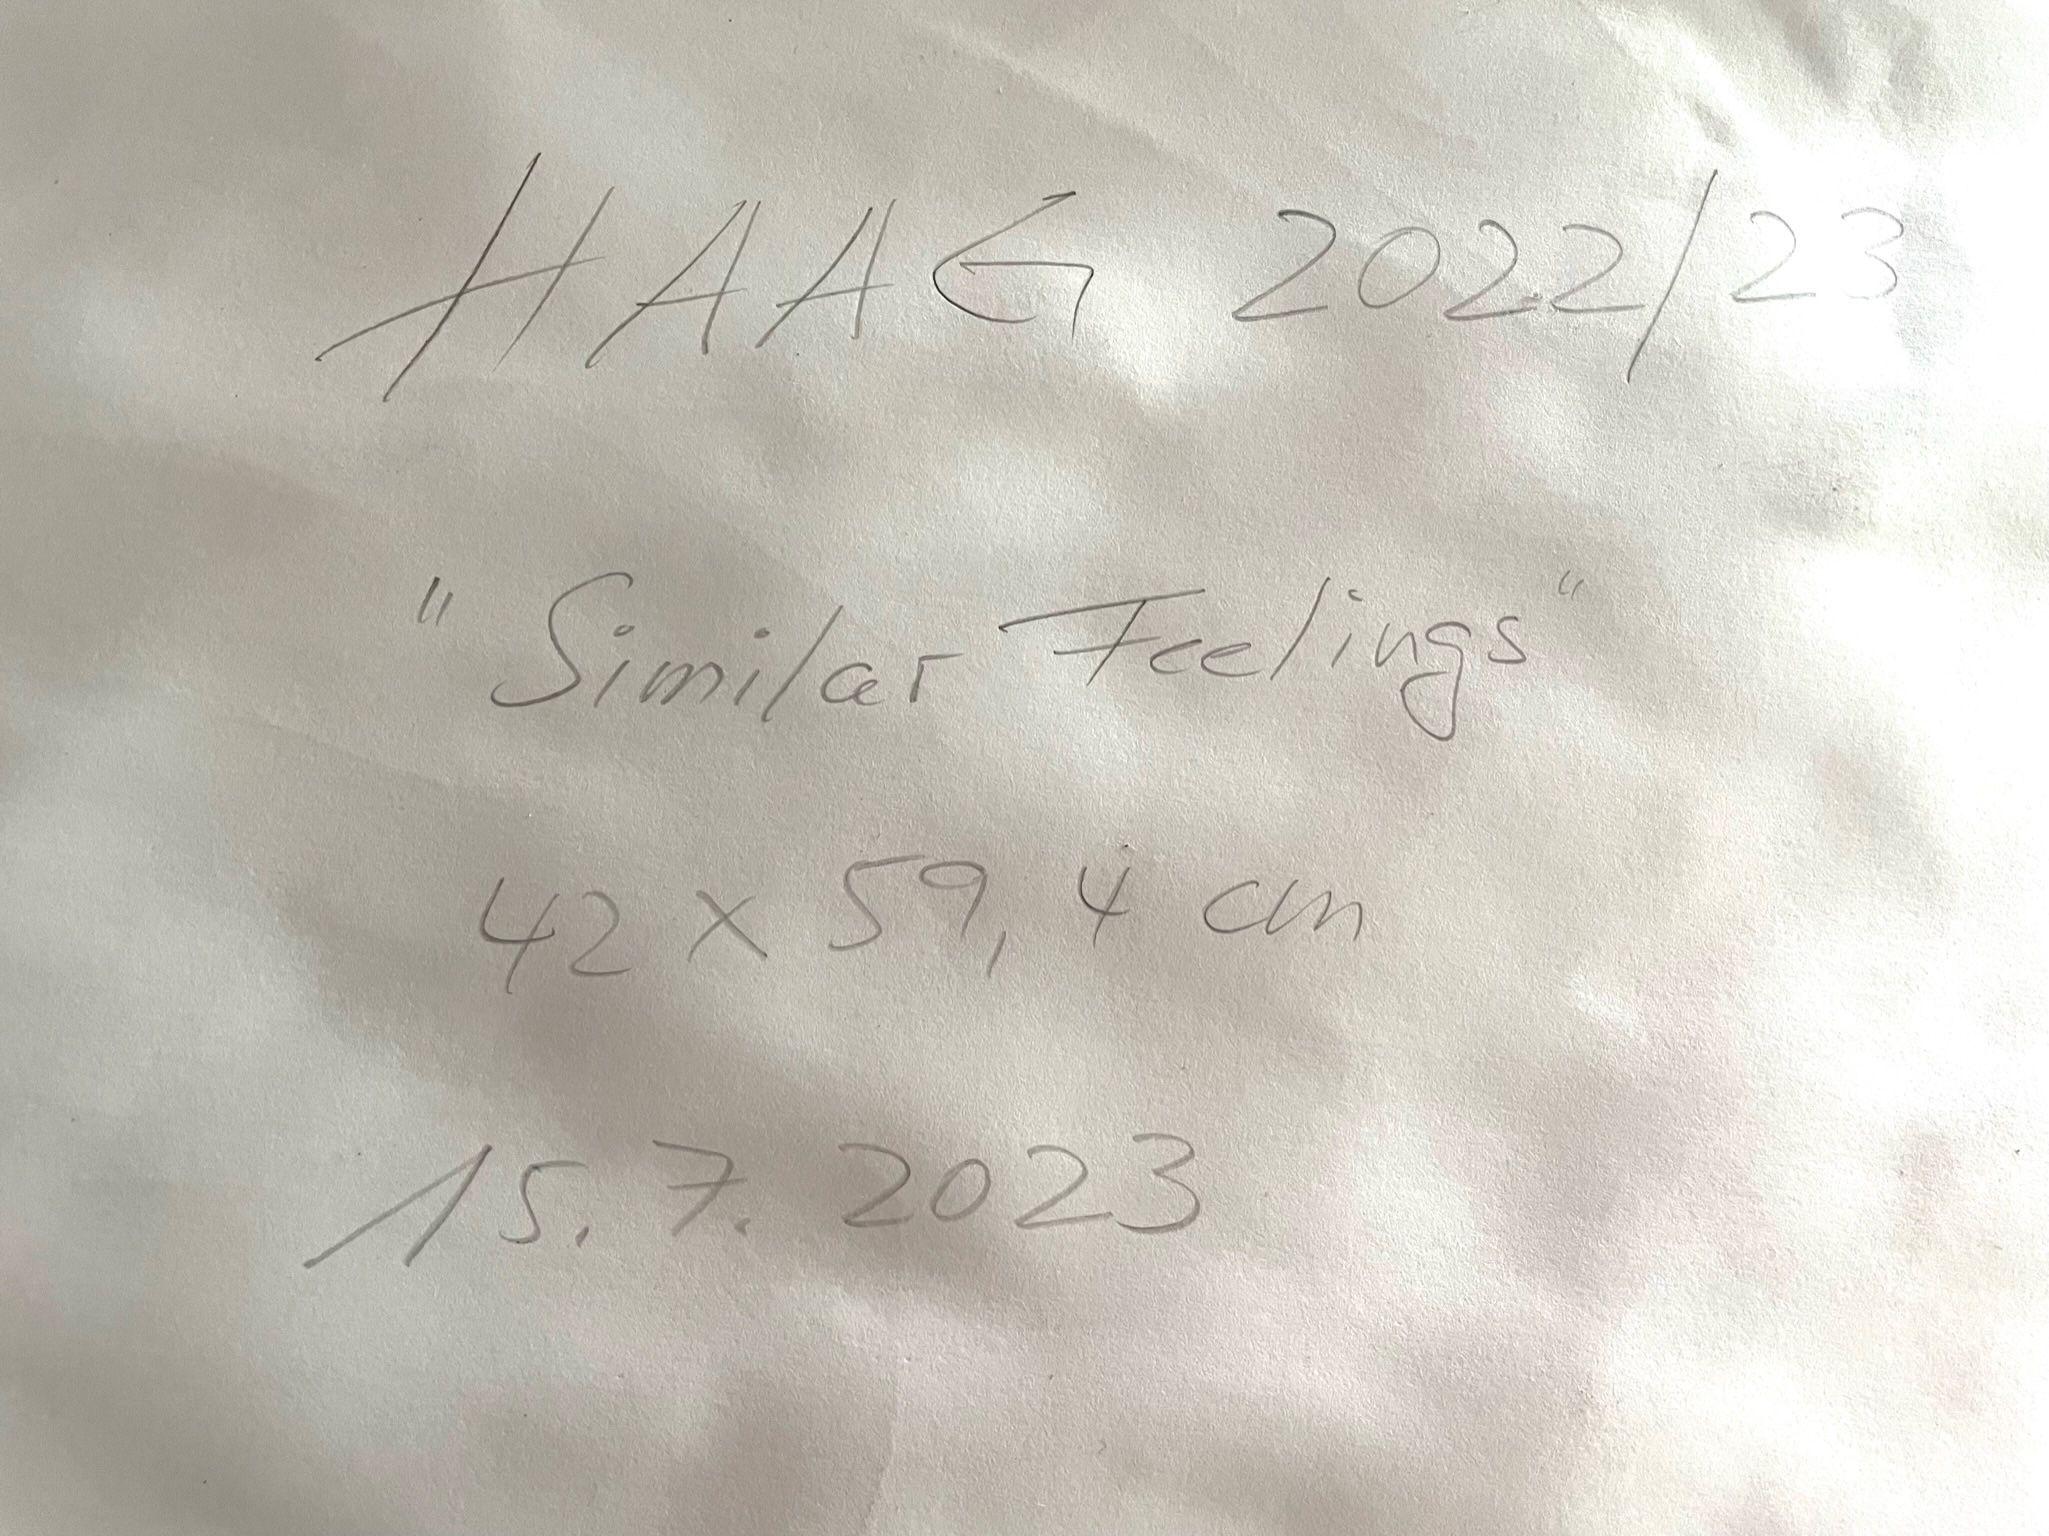 HAAG 2022/23
"Similar Feelings"
42 x 59,4 cm
15.7.2023